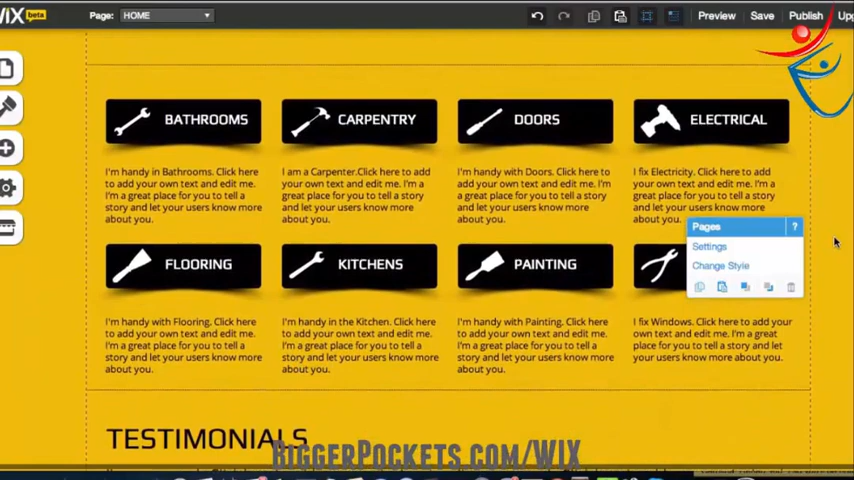 WiX beta Page: HOME Preview Save Publish
BATHROOMS CARPENTRY DOORS ELECTRICAL
I'm handy in Bathrooms. Click here
to add your own text and edit me.
I'm a great place for you to tell a
story and let your users know more
about you.
I am a Carpenter.Click here to add
your own text and edit me. I'm a
great place for you to tell a story
and let your users know more
about you.
I'm handy with Doors. Click here
to add your own text and edit me.
I'm a great place for you to tell a
story and let your users know more
about you.
I fix Electricity. Click here to add
your own text and edit me. I'm a
great place for you to tell a story
and let your users know more
about you.
Pages ?
Settings
Change Style
FLOORING KITCHENS PAINTING
I'm handy with Flooring. Click here
to add your own text and edit me.
I'm a great place for you to tell a
story and let your users know more
about you.
I'm handy in the Kitchen. Click here
to add your own text and edit me.
I'm a great place for you to tell a
story and let your users know more
about you.
I'm handy with Painting. Click here
to add your own text and edit me.
I'm a great place for you to tell a
story and let your users know more
about you.
I fix Windows. Click here to add
your own text and edit me. I'm a great
place for you to tell a story and let
your users know more about you.
TESTIMONIALS
BIGGERPOCKETS.COM/WIX